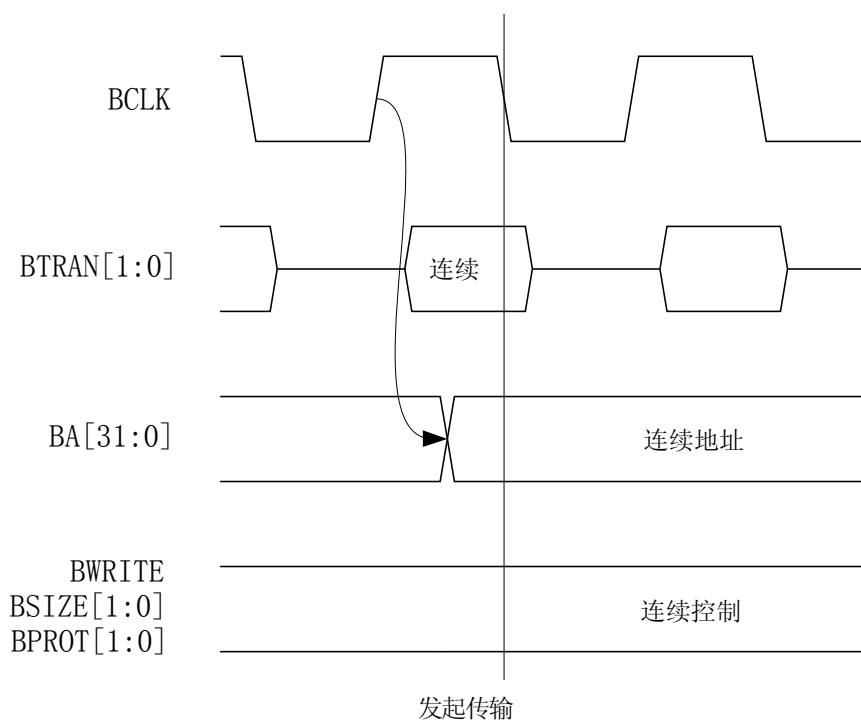 BCLK
BTRAN[1:0]
连续
BA[31:0]
连续地址
BWRITE
BSIZE[1:0]
连续控制
BPROT[1:0]
发起传输